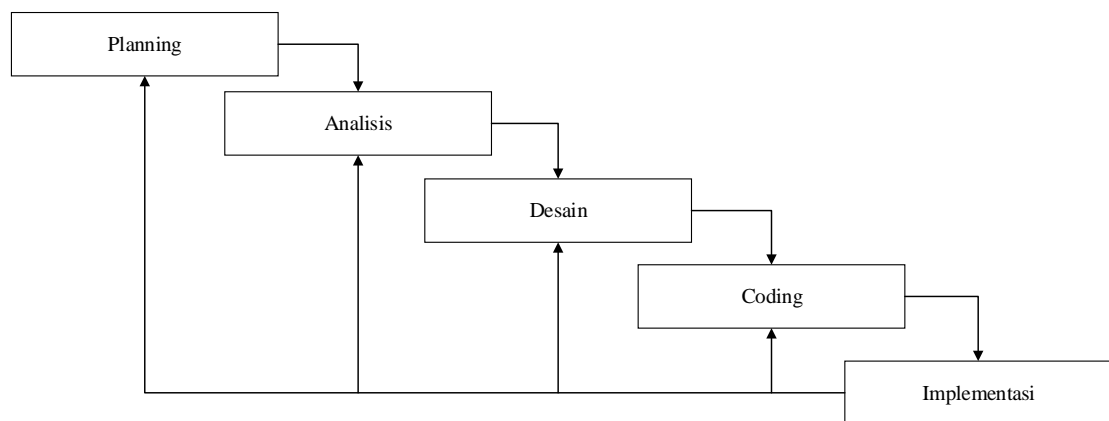 Planning
Analisis
Desain
Coding
Implementasi